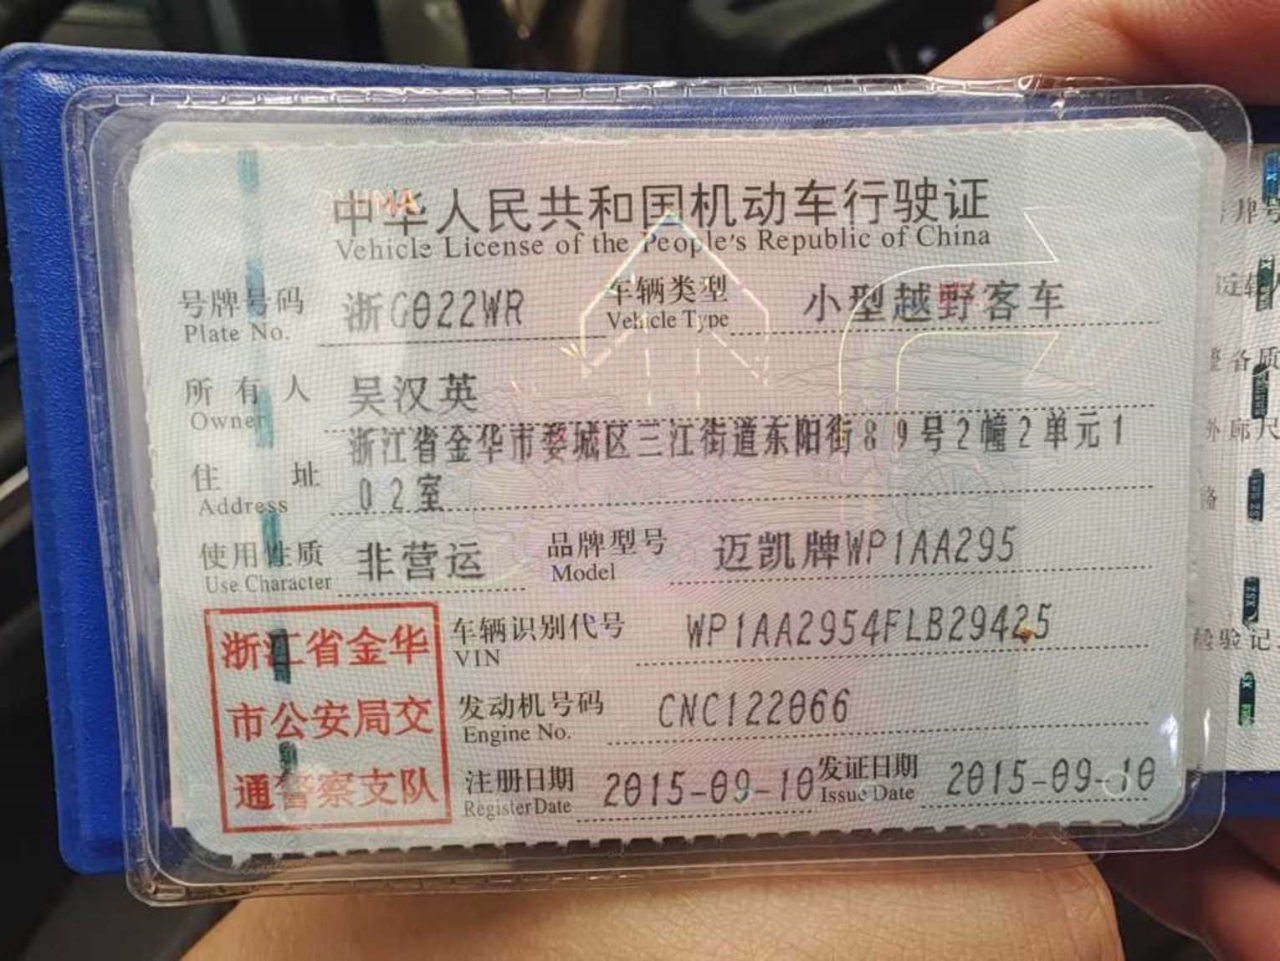 中华人民共和国机动车行驶证
Vehicle License of the People's Republic of China
号牌号码 浙G022WR 车辆类型 小型越野客车
Plate No. Vehicle Type
所有人 吴汉英
Owner
浙江省金华市婺城区三江街道东阳街89号2幢2单元1
住址 02室
Address
使用性质 非营运 品牌型号 迈凯牌WP1AA295
Use Character Model
浙江省金华
市公安局交
通警察支队
车辆识别代号 WP1AA2954FLB29425
VIN
发动机号码 CNC122066
Engine No.
注册日期 2015-09-10 发证日期 2015-09-10
Register Date Issue Date